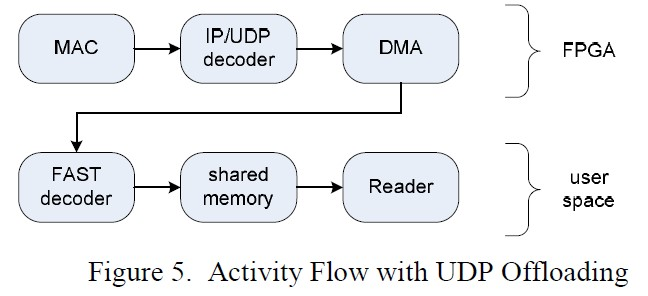 MAC
IP/UDP
decoder
DMA
FPGA
FAST
decoder
shared
memory
Reader
user
space
Figure 5. Activity Flow with UDP Offloading